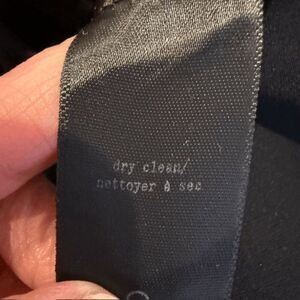 dry clean/
nettoyer à sec